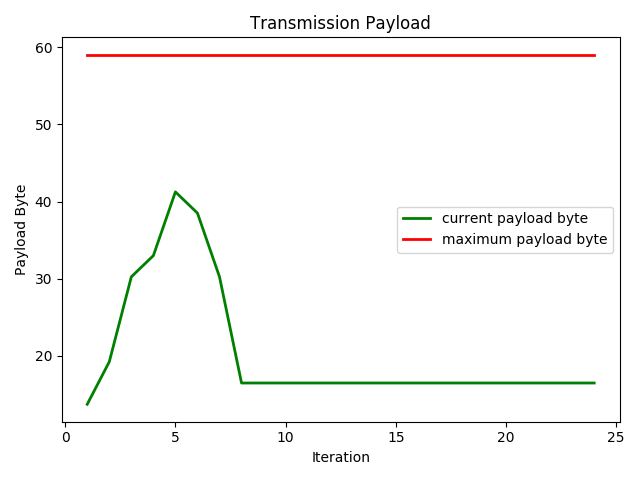 Transmission Payload
60
50
40
30
20
Payload Byte
current payload byte
maximum payload byte
0 5 10 15 20 25
Iteration